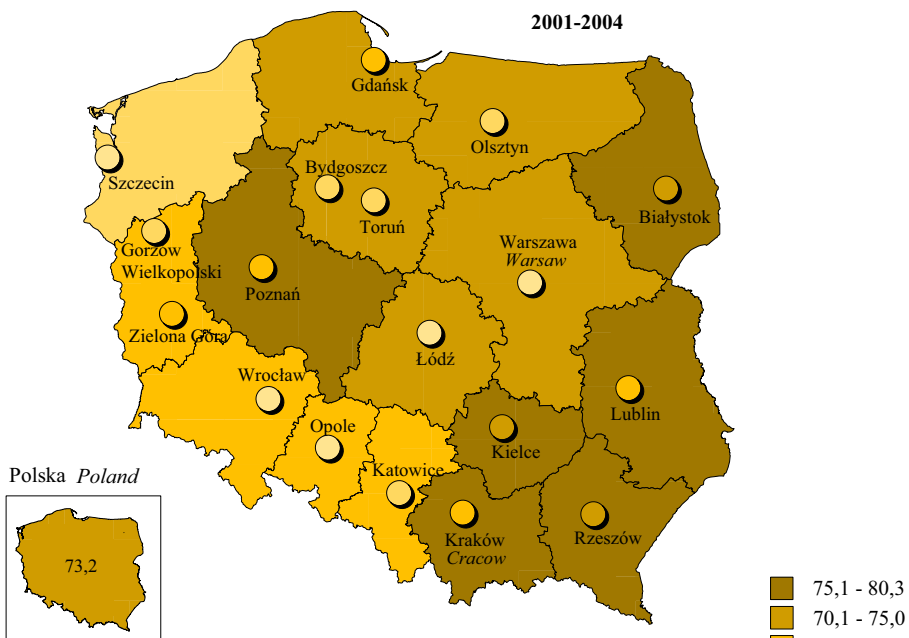 2001-2004
Gdańsk
Olsztyn
Szczecin
Bydgoszcz
Toruń
Białystok
Gorzów
Wielkopolski
Warszawa
Warsaw
Poznań
Zielona Góra
Łódź
Wrocław
Lublin
Opole
Kielce
Katowice
Kraków
Cracow
Rzeszów
Polska Poland
73,2
75,1 - 80,3
70,1 - 75,0